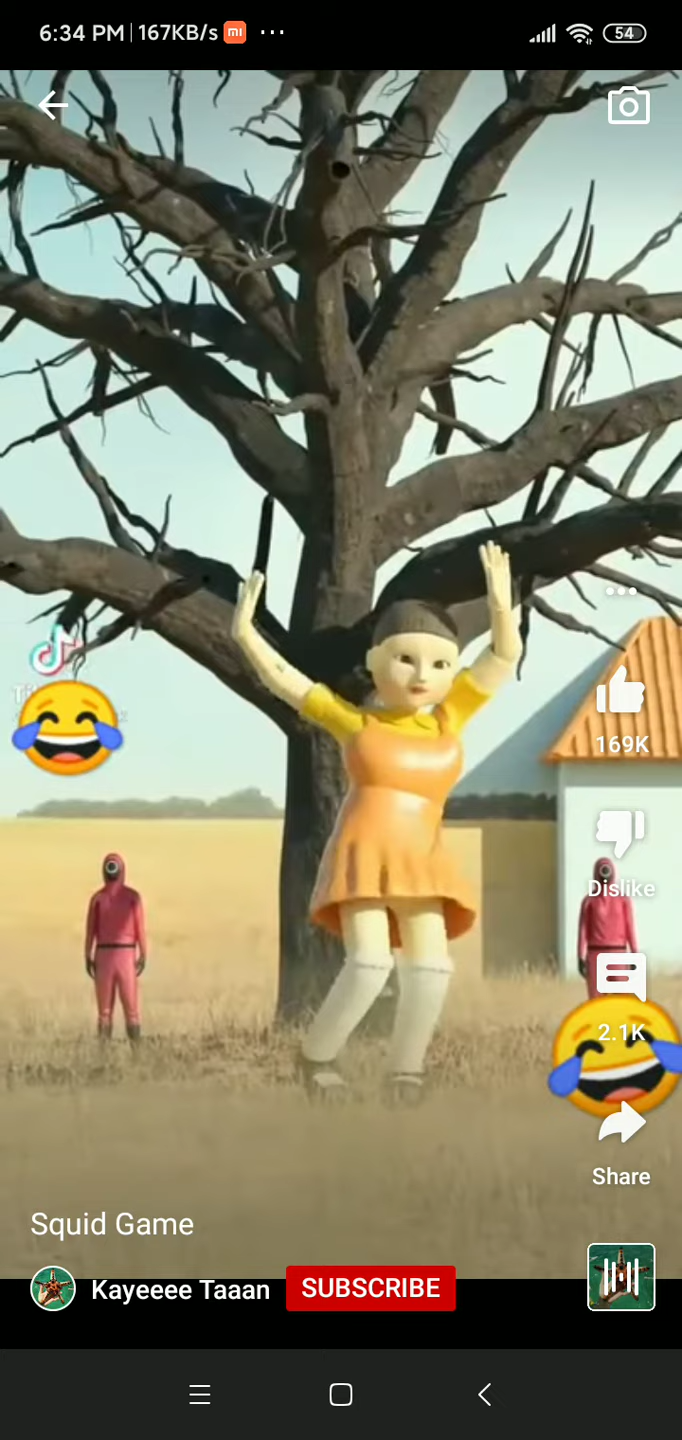 6:34 PM 167KB/s
54
169K
Dislike
2.1K
Share
Squid Game
Kayeeee Taaan SUBSCRIBE